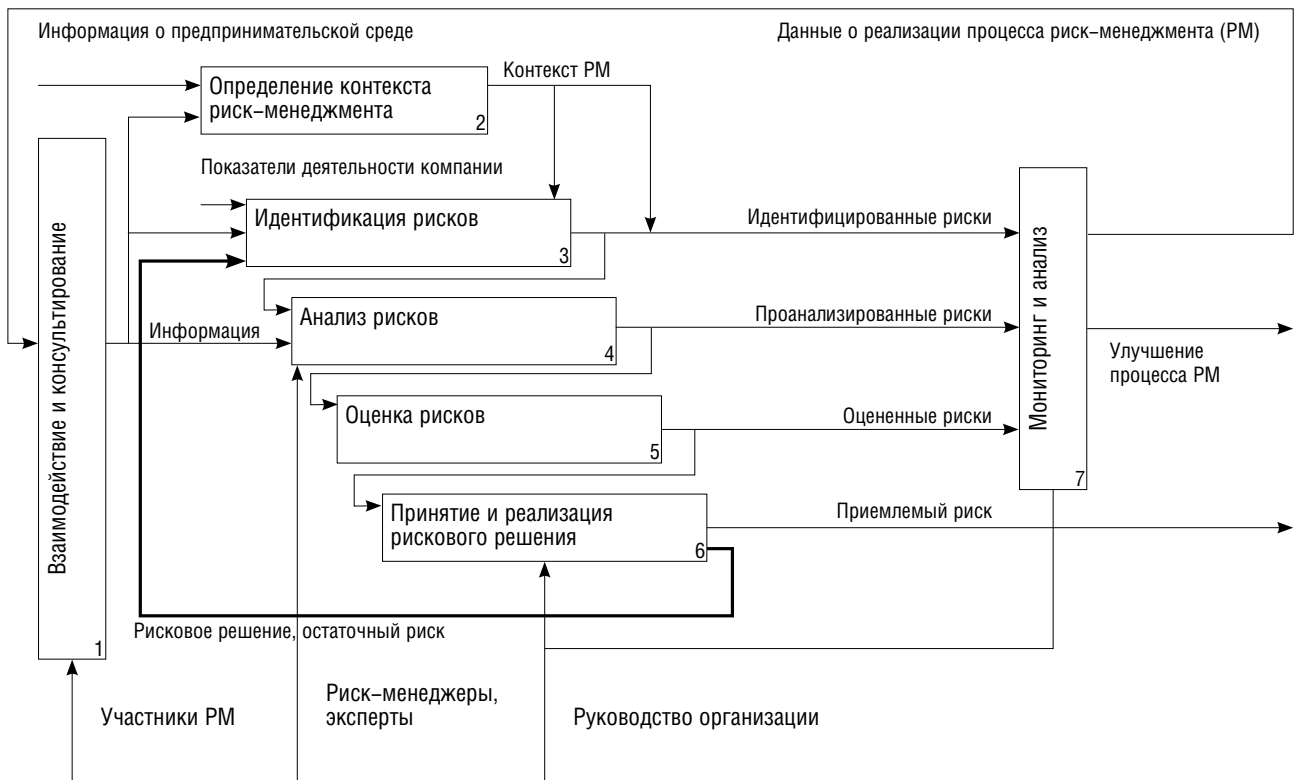 Информация о предпринимательской среде
Данные о реализации процесса риск–менеджмента (РМ)
Определение контекста
риск–менеджмента
2
Контекст РМ
Показатели деятельности компании
Идентификация рисков
3
Идентифицированные риски
Взаимодействие и консультирование
1
Информация
Анализ рисков
4
Проанализированные риски
Мониторинг и анализ
7
Улучшение
процесса РМ
Оценка рисков
5
Оцененные риски
Принятие и реализация
рискового решения
6
Приемлемый риск
Рисковое решение, остаточный риск
Участники РМ
Риск–менеджеры,
эксперты
Руководство организации